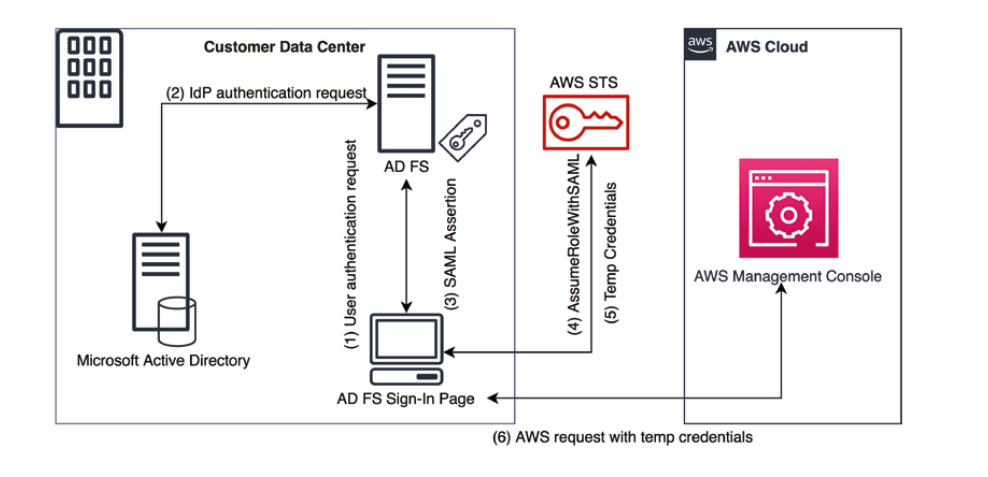 Customer Data Center
aws
AWS Cloud
AWS STS
(2) IdP authentication request
AD FS
(1) User authentication request
(3) SAML Assertion
(4) AssumeRoleWithSAML
(5) Temp Credentials
AWS Management Console
Microsoft Active Directory
AD FS Sign-In Page
(6) AWS request with temp credentials